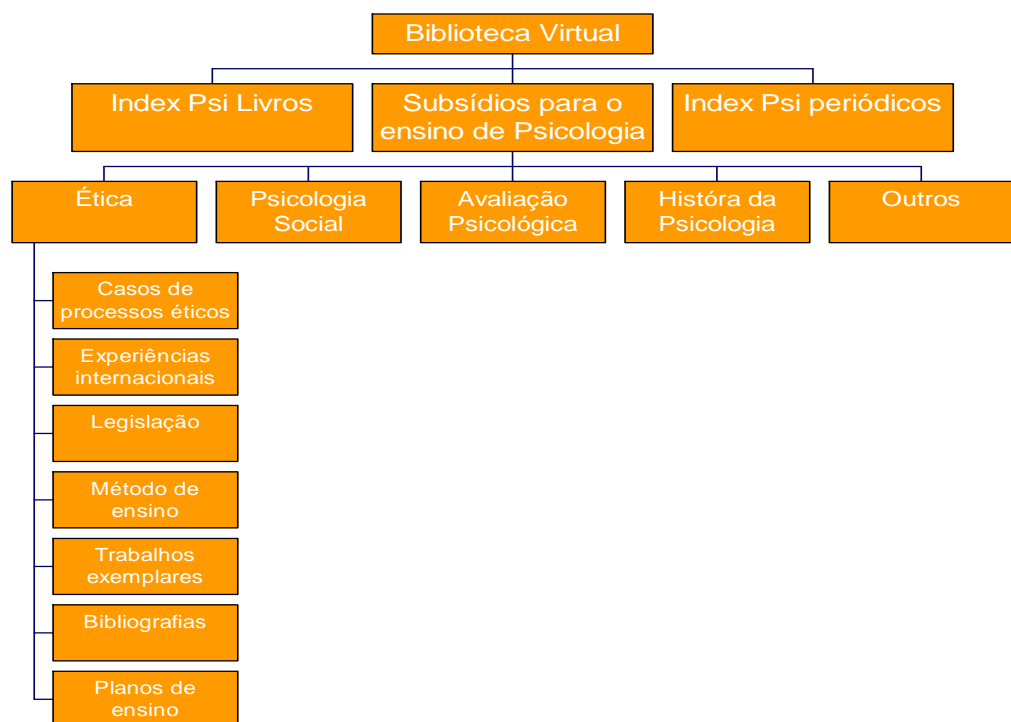 Biblioteca Virtual
Index Psi Livros
Subsídios para o
ensino de Psicologia
Index Psi periódicos
Ética
Psicologia
Social
Avaliação
Psicológica
Históra da
Psicologia
Outros
Casos de
processos éticos
Experiências
internacionais
Legislação
Método de
ensino
Trabalhos
exemplares
Bibliografias
Planos de
ensino